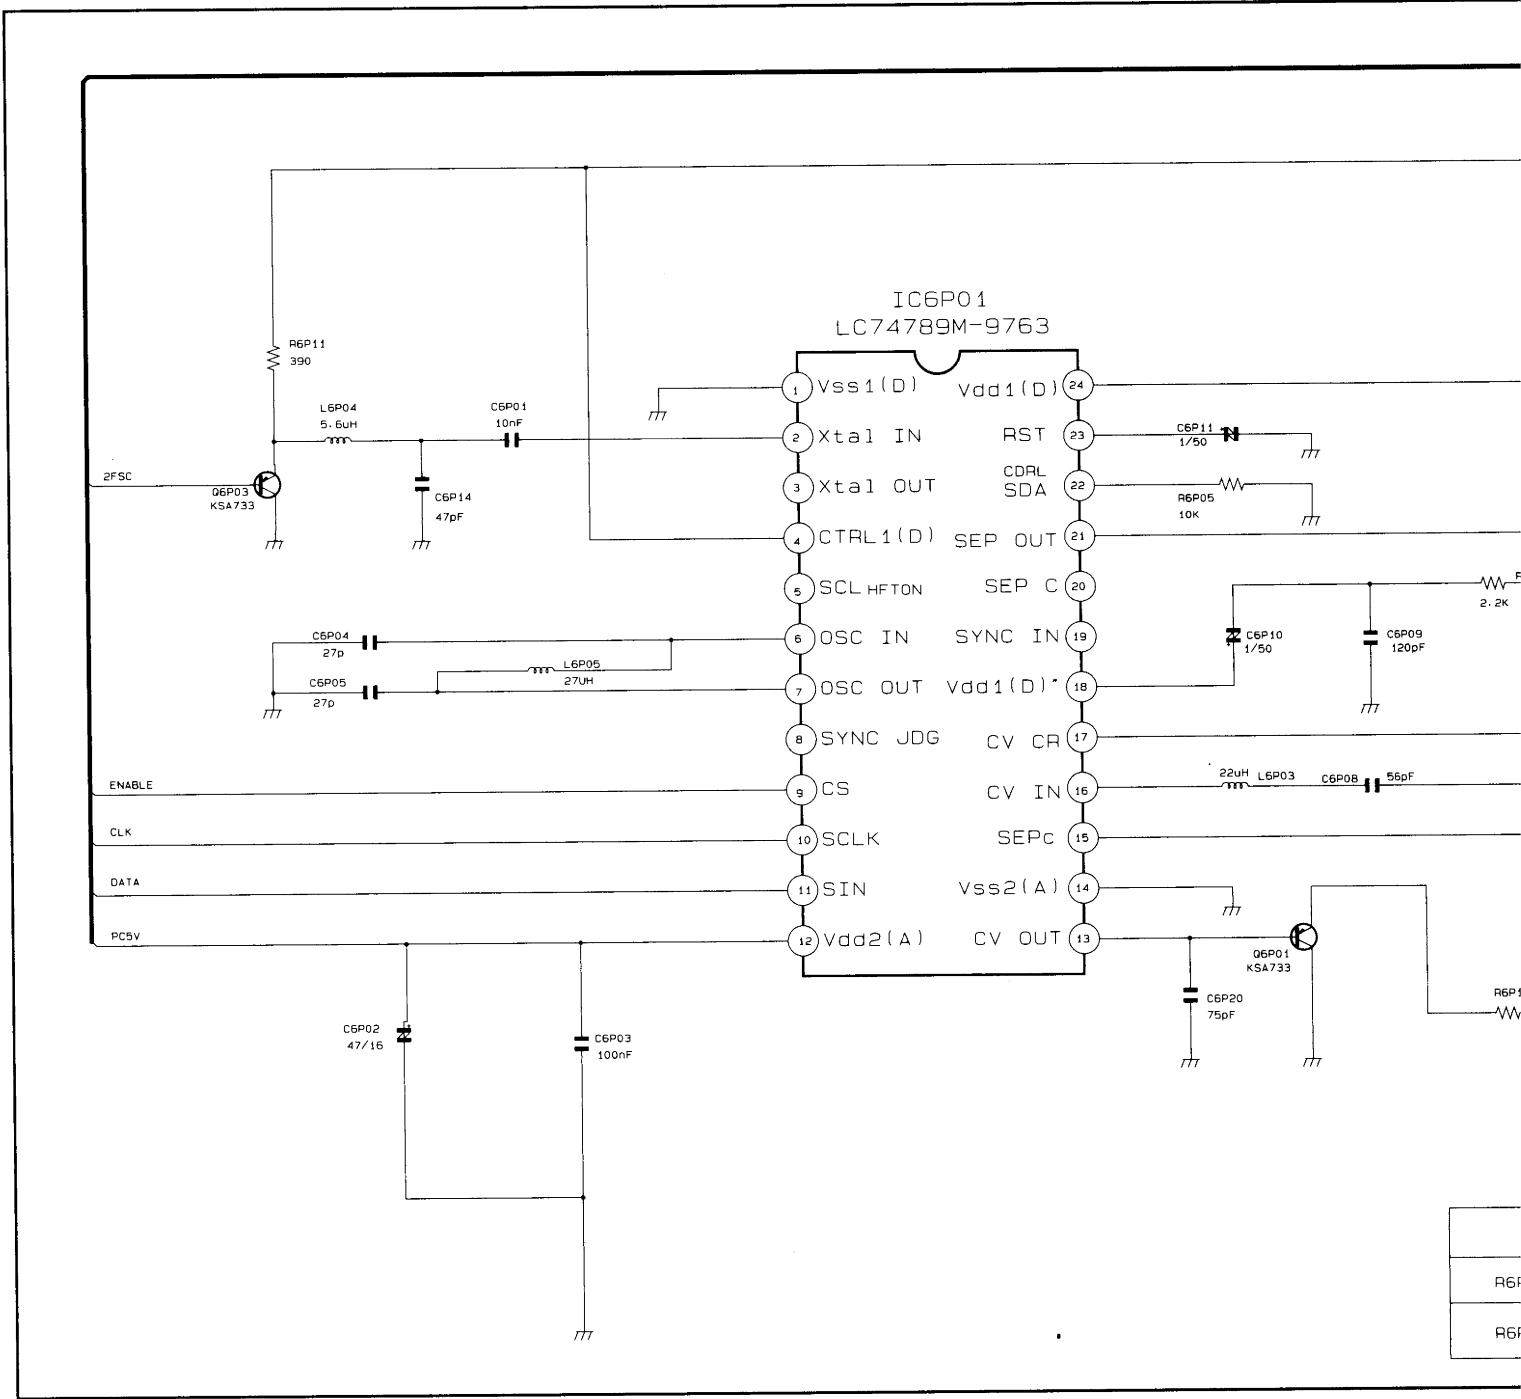 IC6P01
LC74789M-9763
R6P11
390
L6P04
5.6uH
C6P01
10nF
2FSC
Q6P03
KSA733
C6P14
47pF
1 Vss1(D)
2 Xtal IN
3 Xtal OUT
4 CTRL1(D)
5 SCL HFTON
6 OSC IN
7 OSC OUT
8 SYNC JDG
9 CS
10 SCLK
11 SIN
12 Vdd2(A)
Vdd1(D) 24
RST 23
CDRL
SDA 22
SEP OUT 21
SEP C 20
SYNC IN 19
Vdd1(D) 18
CV CR 17
CV IN 16
SEPc 15
Vss2(A) 14
CV OUT 13
C6P11
1/50
R6P05
10K
C6P04
27p
L6P05
27UH
C6P05
27p
C6P10
1/50
C6P09
120pF
2.2K
22uH L6P03 C6P08 56pF
ENABLE
CLK
DATA
PC5V
Q6P01
KSA733
C6P20
75pF
R6P1
C6P02
47/16
C6P03
100nF